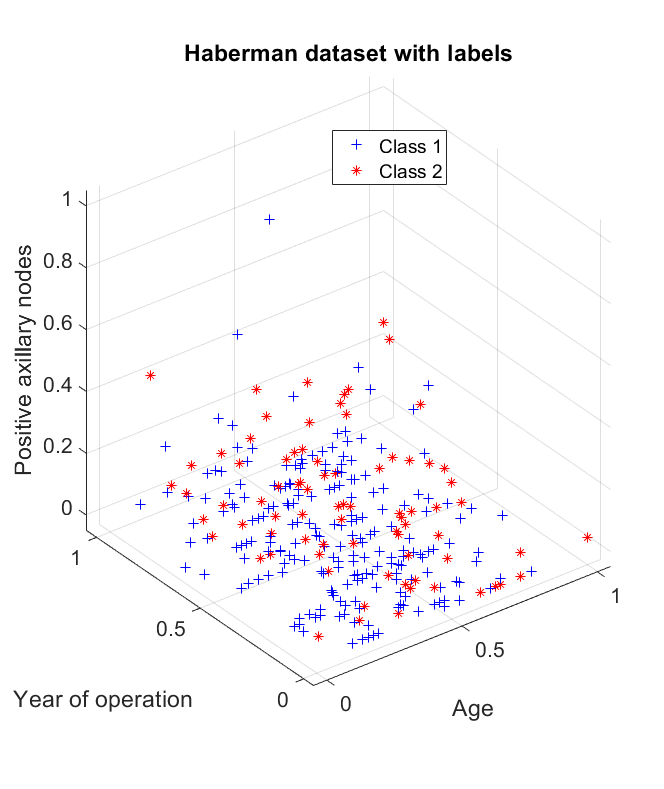 Haberman dataset with labels
Class 1
Class 2
Positive axillary nodes
1
0.8
0.6
0.4
0.2
0
1
0.5
0
Year of operation
0
0.5
1
Age